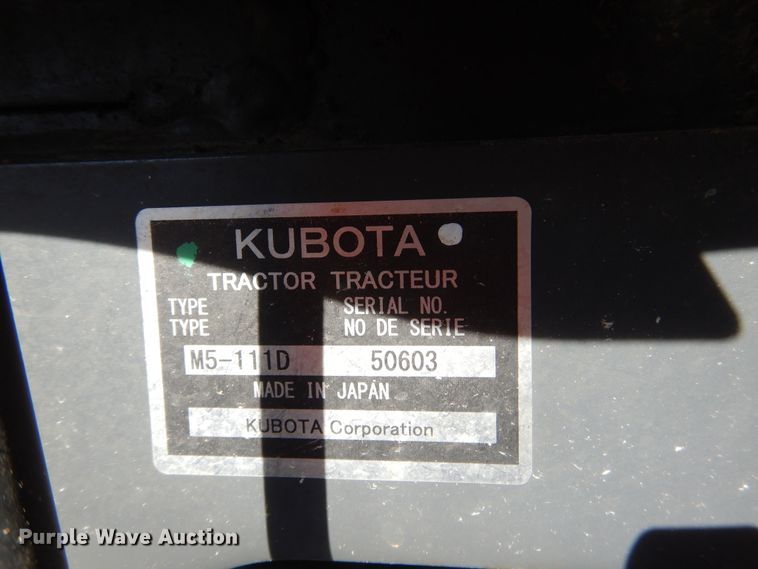 KUBOTA
TRACTOR TRACTEUR
TYPE SERIAL NO.
TYPE NO DE SERIE
M5-111D 50603
MADE IN JAPAN
KUBOTA Corporation
Purple Wave Auction